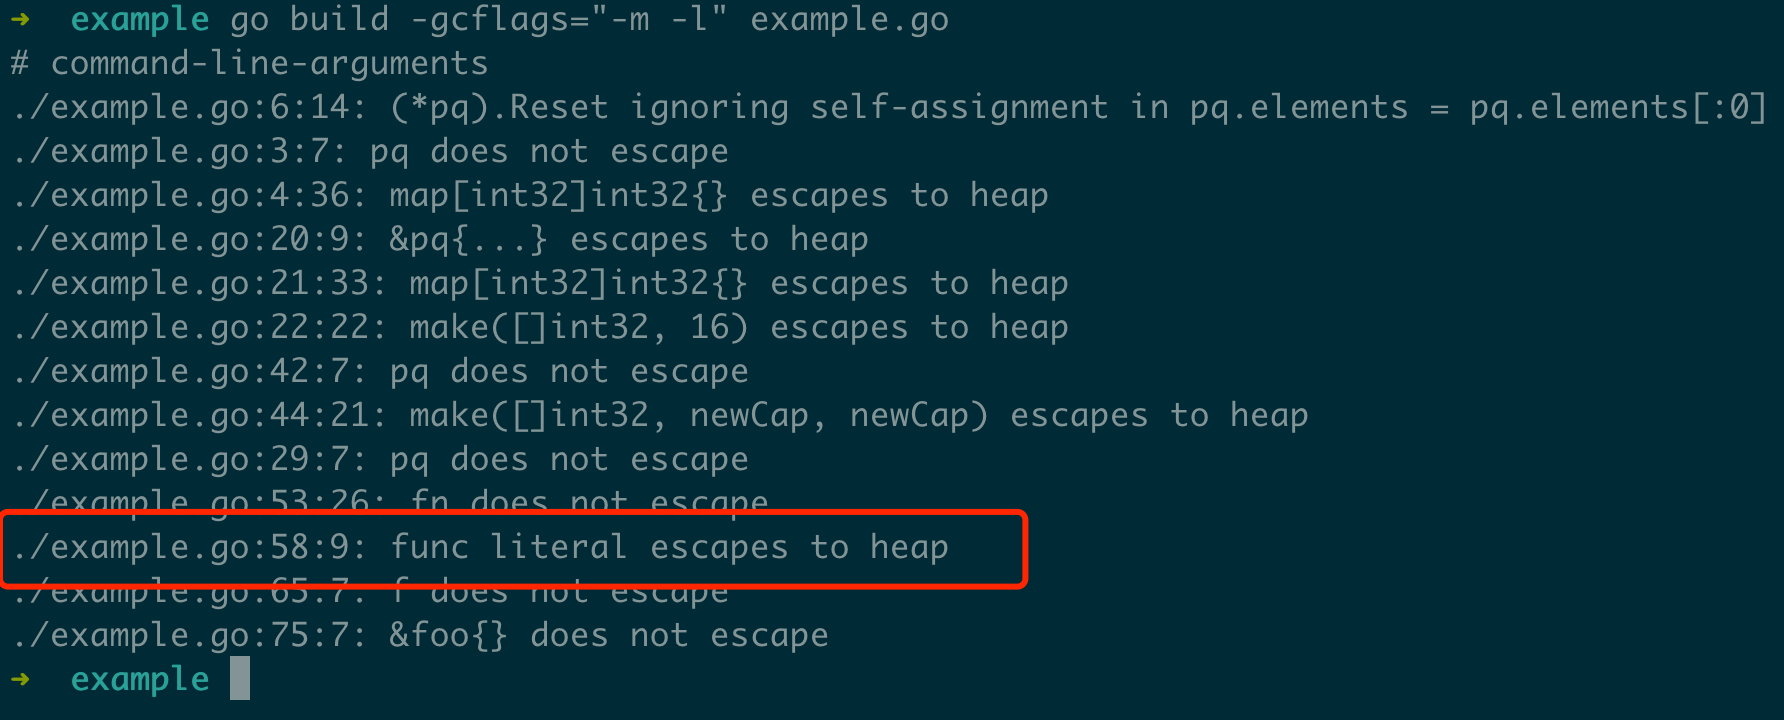 ➜ example go build -gcflags="-m -l" example.go
# command-line-arguments
./example.go:6:14: (*pq).Reset ignoring self-assignment in pq.elements = pq.elements[:0]
./example.go:3:7: pq does not escape
./example.go:4:36: map[int32]int32{} escapes to heap
./example.go:20:9: &pq{...} escapes to heap
./example.go:21:33: map[int32]int32{} escapes to heap
./example.go:22:22: make([]int32, 16) escapes to heap
./example.go:42:7: pq does not escape
./example.go:44:21: make([]int32, newCap, newCap) escapes to heap
./example.go:29:7: pq does not escape
./example.go:53:26: fn does not escape
./example.go:58:9: func literal escapes to heap
./example.go:65:7: f does not escape
./example.go:75:7: &foo{} does not escape
➜ example